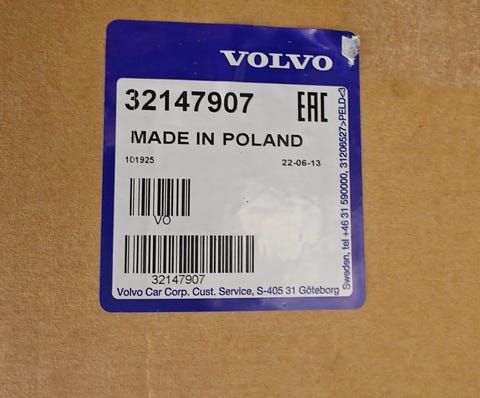 VOLVO
32147907
EAC
MADE IN POLAND
101925
22-06-13
VO
32147907
Volvo Car Corp. Cust. Service, S-405 31 Göteborg
Sweden, tel +46 31 590000, 31206527>PELD<3